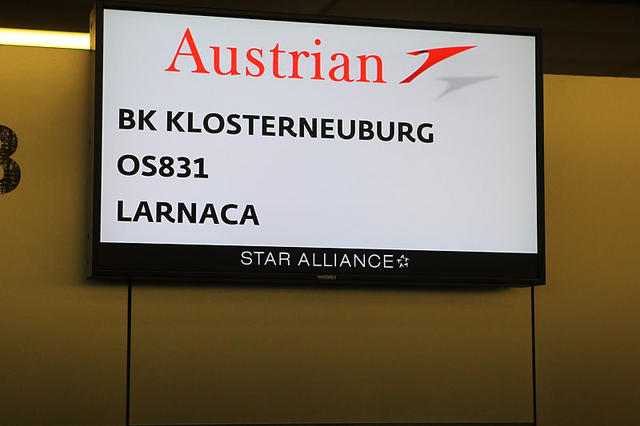 Austrian
BK KLOSTERNEUBURG
OS831
LARNACA
STAR ALLIANCE